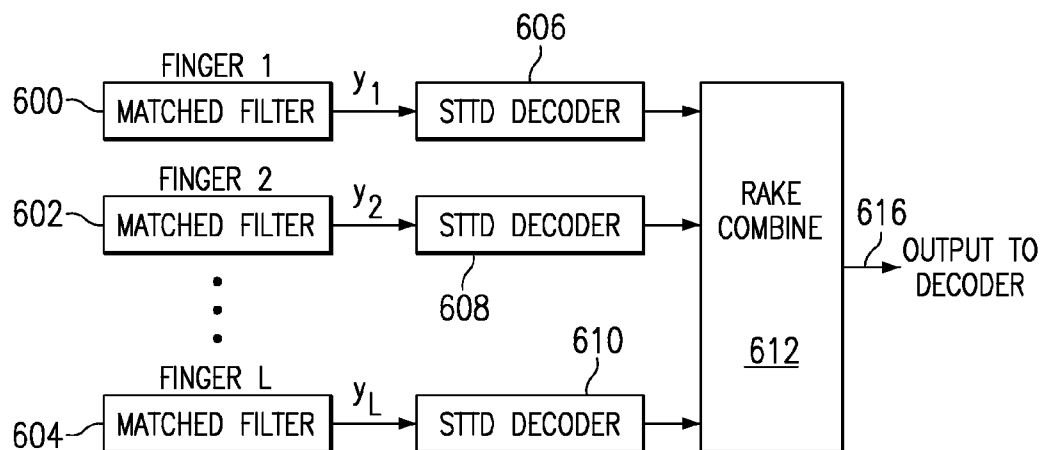 606
FINGER 1
600
MATCHED FILTER
y1
STTD DECODER
FINGER 2
602
MATCHED FILTER
y2
STTD DECODER
608
RAKE
COMBINE
616
OUTPUT TO
DECODER
612
610
FINGER L
604
MATCHED FILTER
yL
STTD DECODER